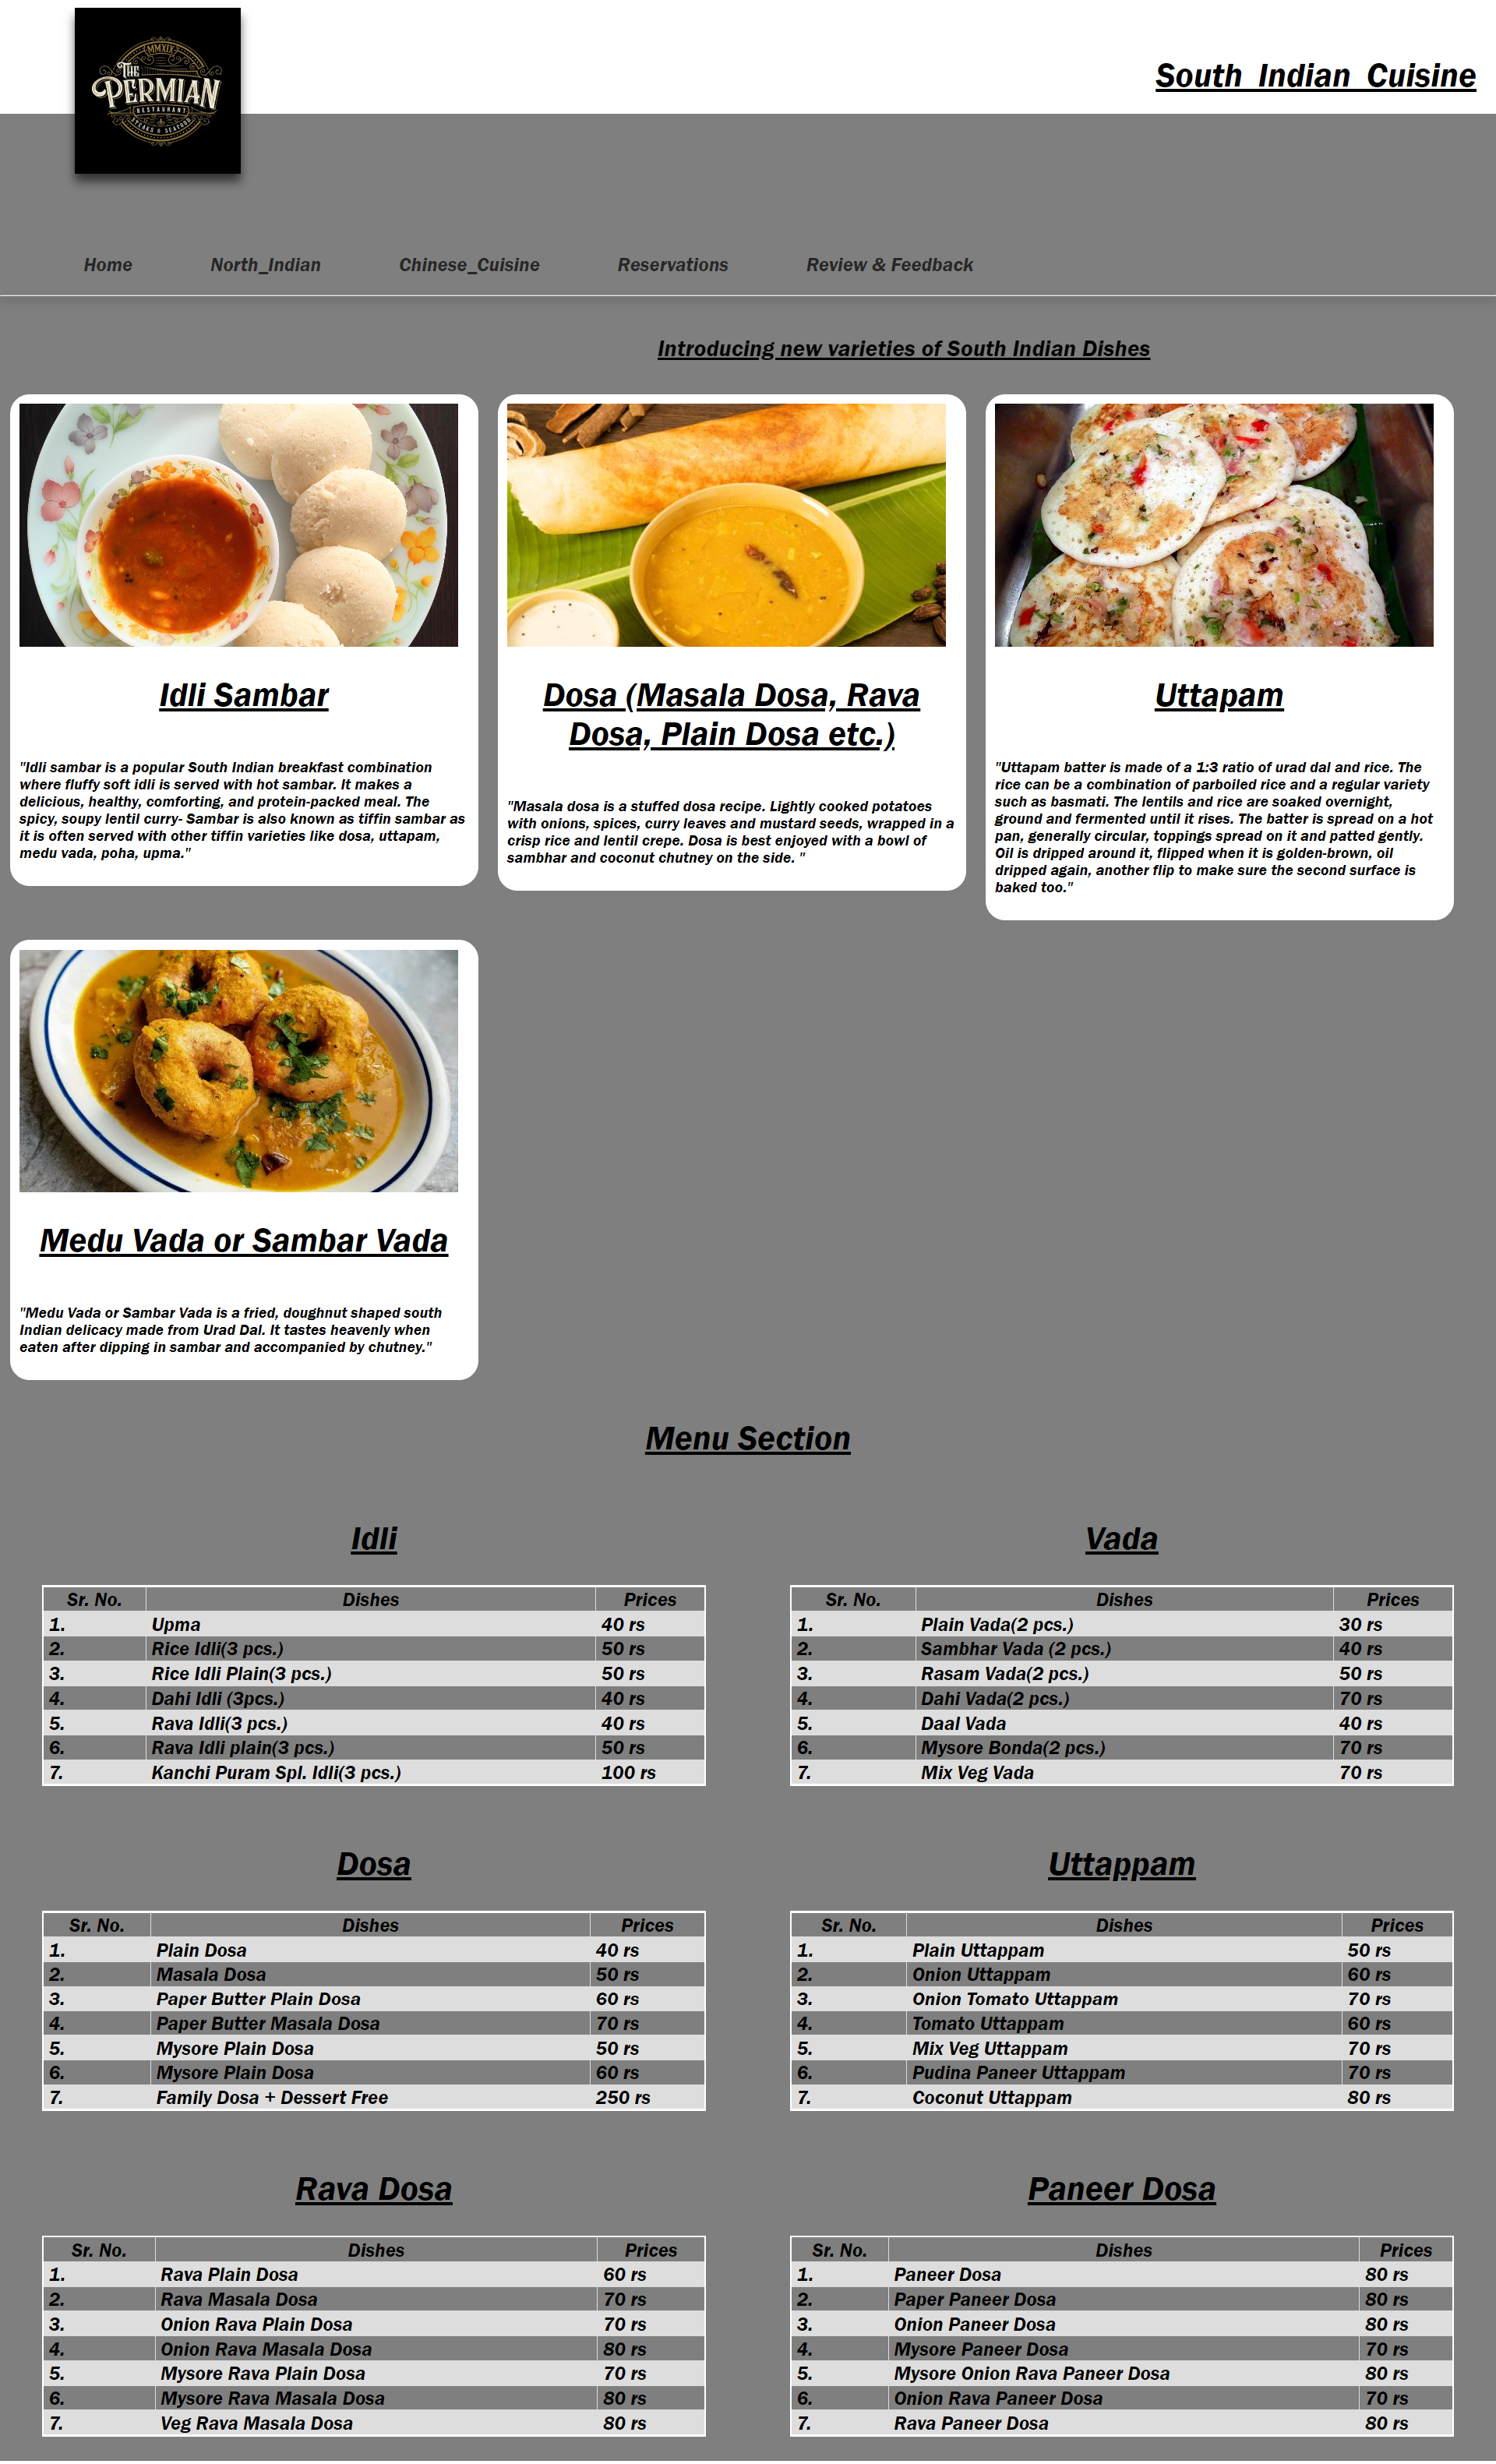 MMXIX
THE
PERMIAN
RESTAURANT
STEAKS & SEAFOOD
South_Indian_Cuisine
Home North_Indian Chinese_Cuisine Reservations Review & Feedback
Introducing new varieties of South Indian Dishes
Idli Sambar
"Idli sambar is a popular South Indian breakfast combination
where fluffy soft idli is served with hot sambar. It makes a
delicious, healthy, comforting, and protein-packed meal. The
spicy, soupy lentil curry- Sambar is also known as tiffin sambar as
it is often served with other tiffin varieties like dosa, uttapam,
medu vada, poha, upma."
Dosa (Masala Dosa, Rava
Dosa, Plain Dosa etc.)
"Masala dosa is a stuffed dosa recipe. Lightly cooked potatoes
with onions, spices, curry leaves and mustard seeds, wrapped in a
crisp rice and lentil crepe. Dosa is best enjoyed with a bowl of
sambhar and coconut chutney on the side. "
Uttapam
"Uttapam batter is made of a 1:3 ratio of urad dal and rice. The
rice can be a combination of parboiled rice and a regular variety
such as basmati. The lentils and rice are soaked overnight,
ground and fermented until it rises. The batter is spread on a hot
pan, generally circular, toppings spread on it and patted gently.
Oil is dripped around it, flipped when it is golden-brown, oil
dripped again, another flip to make sure the second surface is
baked too."
Medu Vada or Sambar Vada
"Medu Vada or Sambar Vada is a fried, doughnut shaped south
Indian delicacy made from Urad Dal. It tastes heavenly when
eaten after dipping in sambar and accompanied by chutney."
Menu Section
Idli
Sr. No. Dishes Prices
1. Upma 40 rs
2. Rice Idli(3 pcs.) 50 rs
3. Rice Idli Plain(3 pcs.) 50 rs
4. Dahi Idli (3pcs.) 40 rs
5. Rava Idli(3 pcs.) 40 rs
6. Rava Idli plain(3 pcs.) 50 rs
7. Kanchi Puram Spl. Idli(3 pcs.) 100 rs
Vada
Sr. No. Dishes Prices
1. Plain Vada(2 pcs.) 30 rs
2. Sambhar Vada (2 pcs.) 40 rs
3. Rasam Vada(2 pcs.) 50 rs
4. Dahi Vada(2 pcs.) 70 rs
5. Daal Vada 40 rs
6. Mysore Bonda(2 pcs.) 70 rs
7. Mix Veg Vada 70 rs
Dosa
Sr. No. Dishes Prices
1. Plain Dosa 40 rs
2. Masala Dosa 50 rs
3. Paper Butter Plain Dosa 60 rs
4. Paper Butter Masala Dosa 70 rs
5. Mysore Plain Dosa 50 rs
6. Mysore Plain Dosa 60 rs
7. Family Dosa + Dessert Free 250 rs
Uttappam
Sr. No. Dishes Prices
1. Plain Uttappam 50 rs
2. Onion Uttappam 60 rs
3. Onion Tomato Uttappam 70 rs
4. Tomato Uttappam 60 rs
5. Mix Veg Uttappam 70 rs
6. Pudina Paneer Uttappam 70 rs
7. Coconut Uttappam 80 rs
Rava Dosa
Sr. No. Dishes Prices
1. Rava Plain Dosa 60 rs
2. Rava Masala Dosa 70 rs
3. Onion Rava Plain Dosa 70 rs
4. Onion Rava Masala Dosa 80 rs
5. Mysore Rava Plain Dosa 70 rs
6. Mysore Rava Masala Dosa 80 rs
7. Veg Rava Masala Dosa 80 rs
Paneer Dosa
Sr. No. Dishes Prices
1. Paneer Dosa 80 rs
2. Paper Paneer Dosa 80 rs
3. Onion Paneer Dosa 80 rs
4. Mysore Paneer Dosa 70 rs
5. Mysore Onion Rava Paneer Dosa 80 rs
6. Onion Rava Paneer Dosa 70 rs
7. Rava Paneer Dosa 80 rs